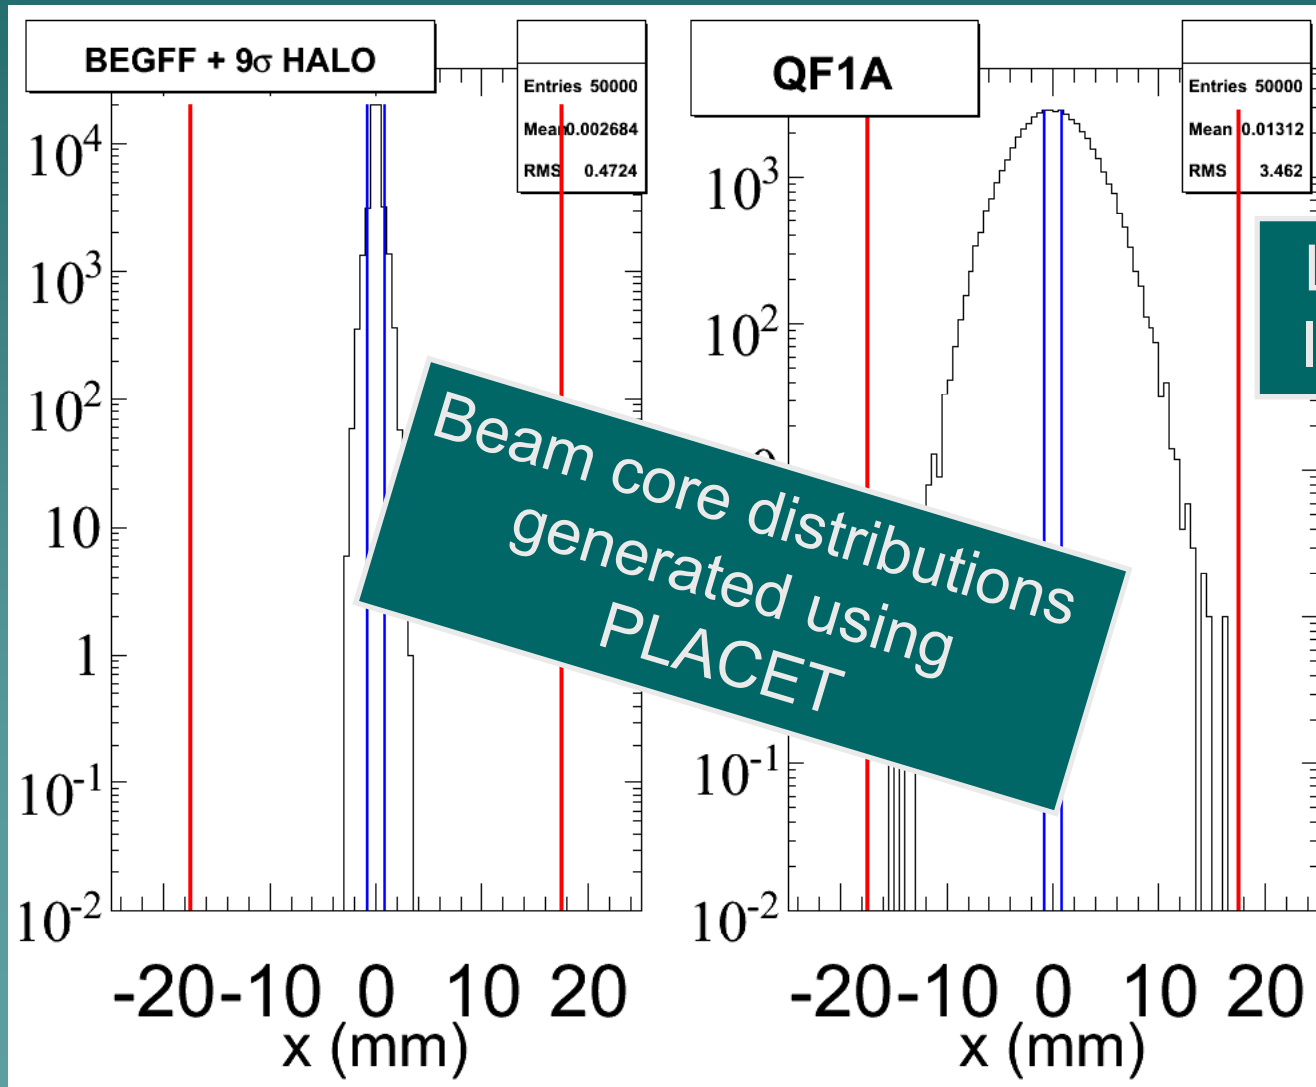 BEGFF + 9σ HALO
Entries 50000
Mean 0.002684
RMS 0.4724
10^4
10^3
10^2
10
1
10^-1
10^-2
-20 -10 0 10 20
x (mm)
QF1A
Entries 50000
Mean 0.01312
RMS 3.462
10^3
10^2
10^-1
10^-2
-20 -10 0 10 20
x (mm)
Beam core distributions
generated using
PLACET